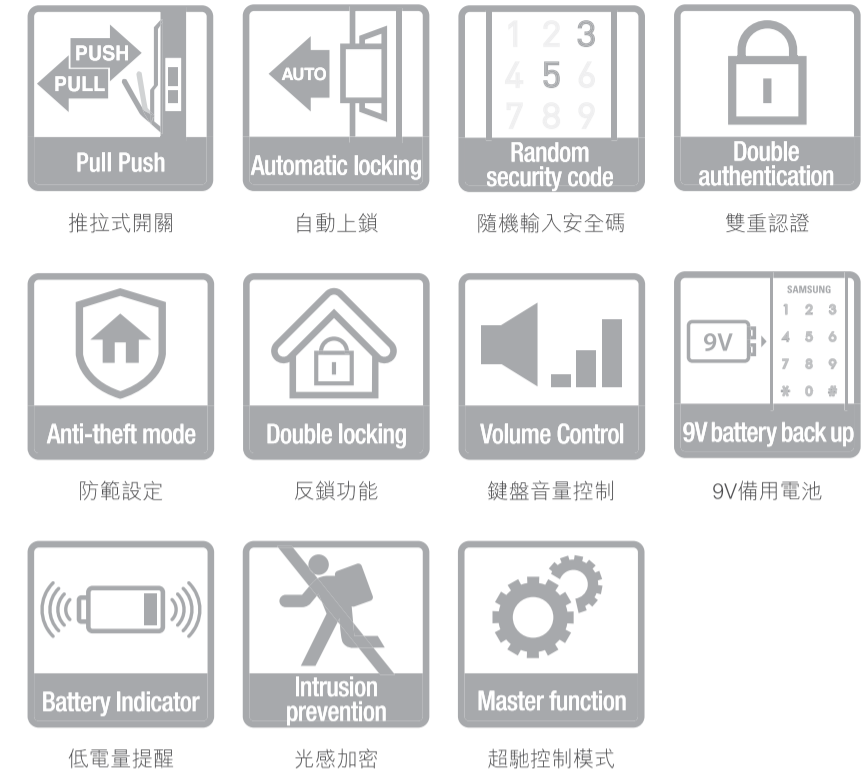 PUSH
PULL
Pull Push
推拉式開關
AUTO
Automatic locking
自動上鎖
1 2 3
4 5 6
7 8 9
Random
security code
隨機輸入安全碼
Double
authentication
雙重認證
Anti-theft mode
防範設定
Double locking
反鎖功能
Volume Control
鍵盤音量控制
9V
SAMSUNG
1 2 3
4 5 6
7 8 9
* 0 #
9V battery back up
9V備用電池
Battery Indicator
低電量提醒
Intrusion
prevention
光感加密
Master function
超馳控制模式